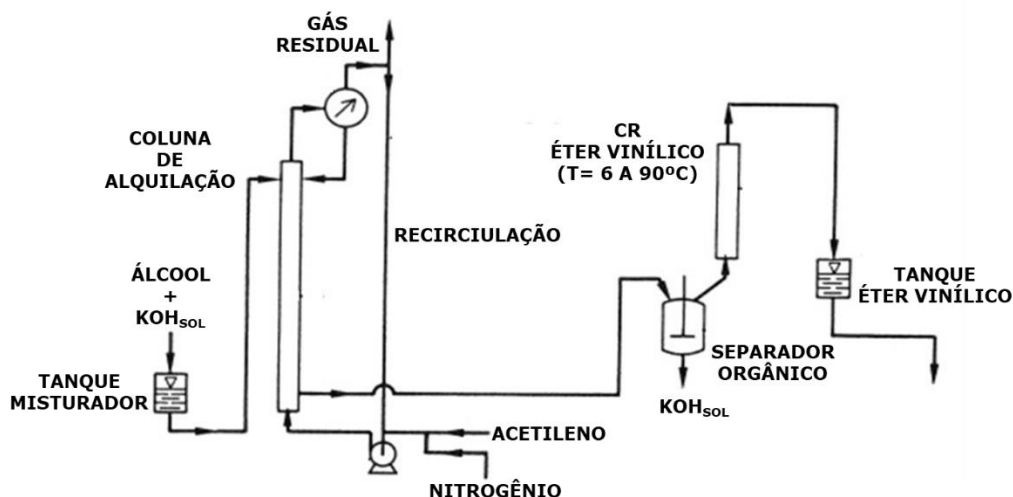 GÁS
RESIDUAL
COLUNA
DE
ALQUILAÇÃO
CR
ÉTER VINÍLICO
(T= 6 A 90ºC)
RECIRCIULAÇÃO
ÁLCOOL
+
KOHSOL
TANQUE
ÉTER VINÍLICO
TANQUE
MISTURADOR
SEPARADOR
ORGÂNICO
KOHSOL
ACETILENO
NITROGÊNIO